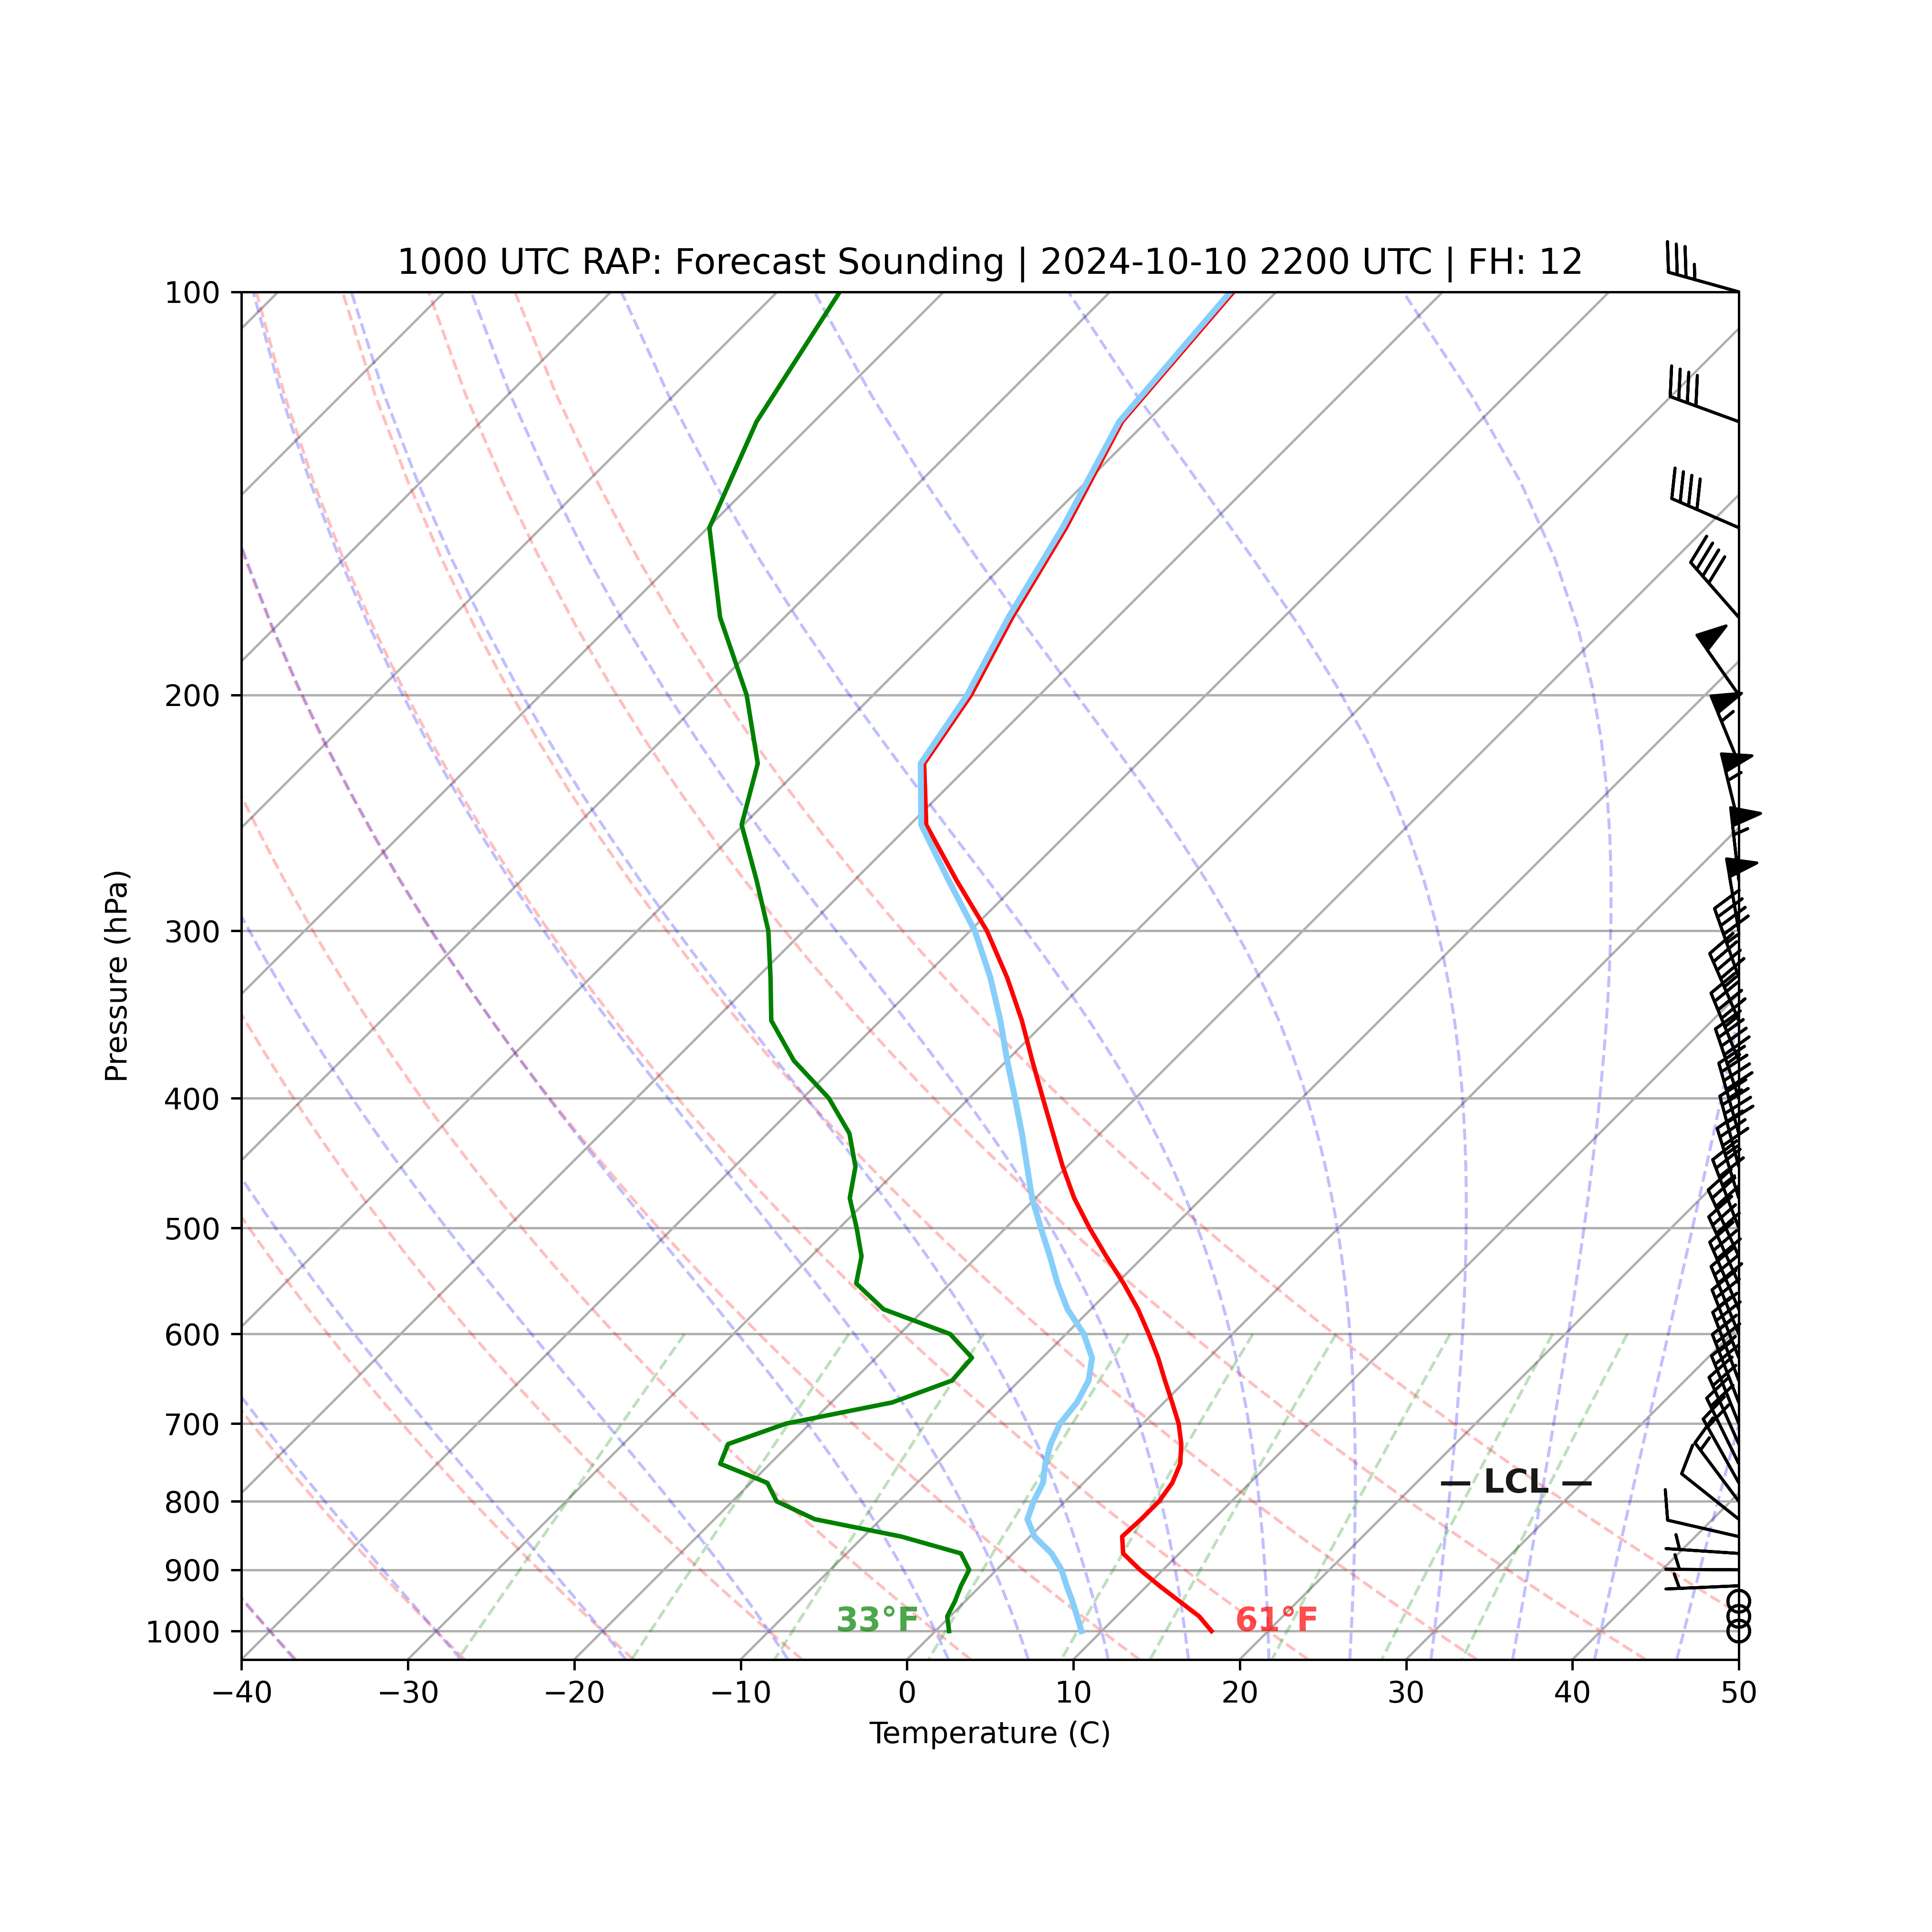 1000 UTC RAP: Forecast Sounding | 2024-10-10 2200 UTC | FH: 12
100
200
300
400
500
600
700
800
900
1000
Pressure (hPa)
— LCL —
33°F
61°F
−40 −30 −20 −10 0 10 20 30 40 50
Temperature (C)